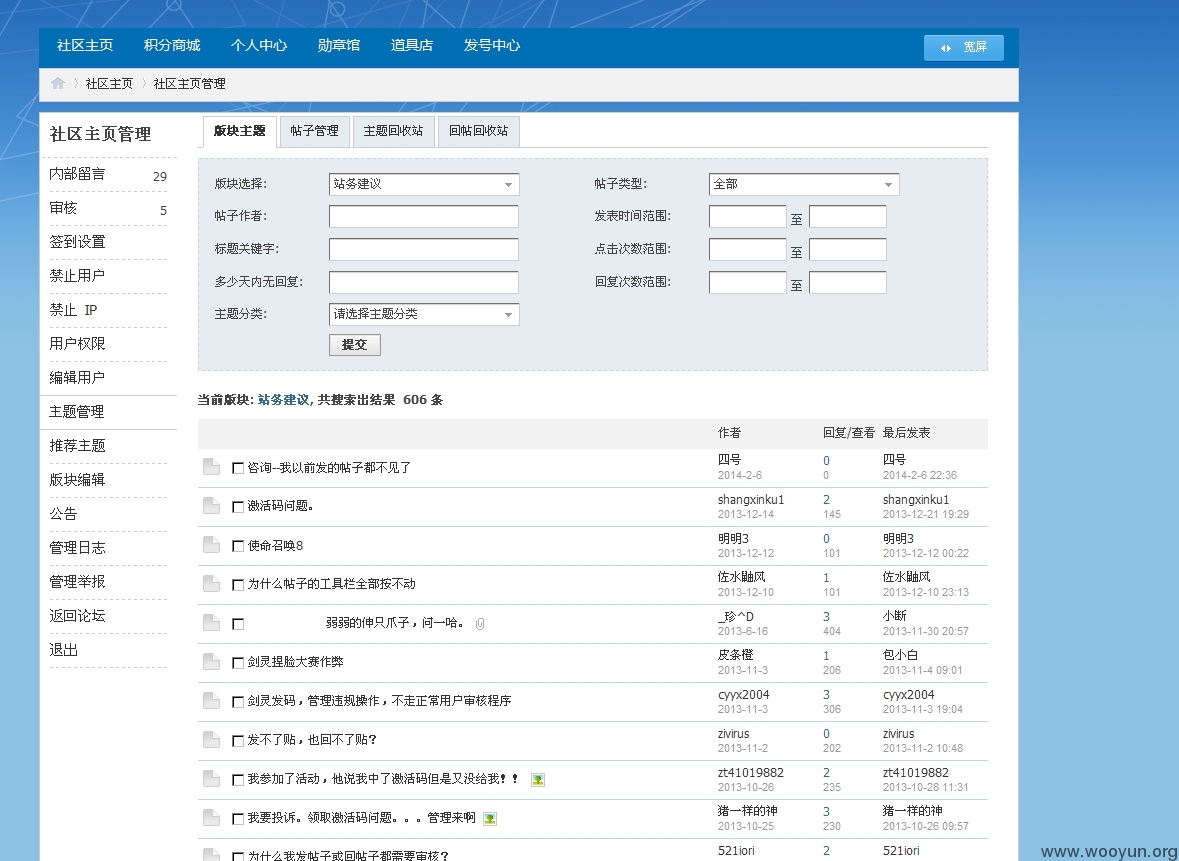 社区主页 积分商城 个人中心 勋章馆 道具店 发号中心 宽屏
社区主页 社区主页管理
社区主页管理
内部留言 29
审核 5
签到设置
禁止用户
禁止 IP
用户权限
编辑用户
主题管理
推荐主题
版块编辑
公告
管理日志
管理举报
返回论坛
退出
版块主题 帖子管理 主题回收站 回帖回收站
版块选择: 站务建议 帖子类型: 全部
帖子作者: 发表时间范围: 至
标题关键字: 点击次数范围: 至
多少天内无回复: 回复次数范围: 至
主题分类: 请选择主题分类
提交
当前版块: 站务建议, 共搜索出结果 606 条
作者 回复/查看 最后发表
咨询--我以前发的帖子都不见了 四号 0 四号
2014-2-6 0 2014-2-6 22:36
激活码问题。 shangxinku1 2 shangxinku1
2013-12-14 145 2013-12-21 19:29
使命召唤8 明明3 0 明明3
2013-12-12 101 2013-12-12 00:22
为什么帖子的工具栏全部按不动 佐水鼬风 1 佐水鼬风
2013-12-10 101 2013-12-10 23:13
弱弱的伸只爪子，问一哈。 _珍^D 3 小断
2013-6-16 404 2013-11-30 20:57
剑灵捏脸大赛作弊 皮条橙 1 包小白
2013-11-3 206 2013-11-4 09:01
剑灵发码，管理违规操作，不走正常用户审核程序 cyyx2004 3 cyyx2004
2013-11-3 306 2013-11-3 19:04
发不了贴，也回不了贴？ zivirus 0 zivirus
2013-11-2 202 2013-11-2 10:48
我参加了活动，他说我中了激活码但是又没给我！！ zt41019882 2 zt41019882
2013-10-26 235 2013-10-28 11:31
我要投诉。领取激活码问题。。。管理来啊 猪一样的神 3 猪一样的神
2013-10-25 230 2013-10-26 09:57
为什么我发帖子或回帖子都需要审核？ 521iori 2 521iori
www.wooyun.org